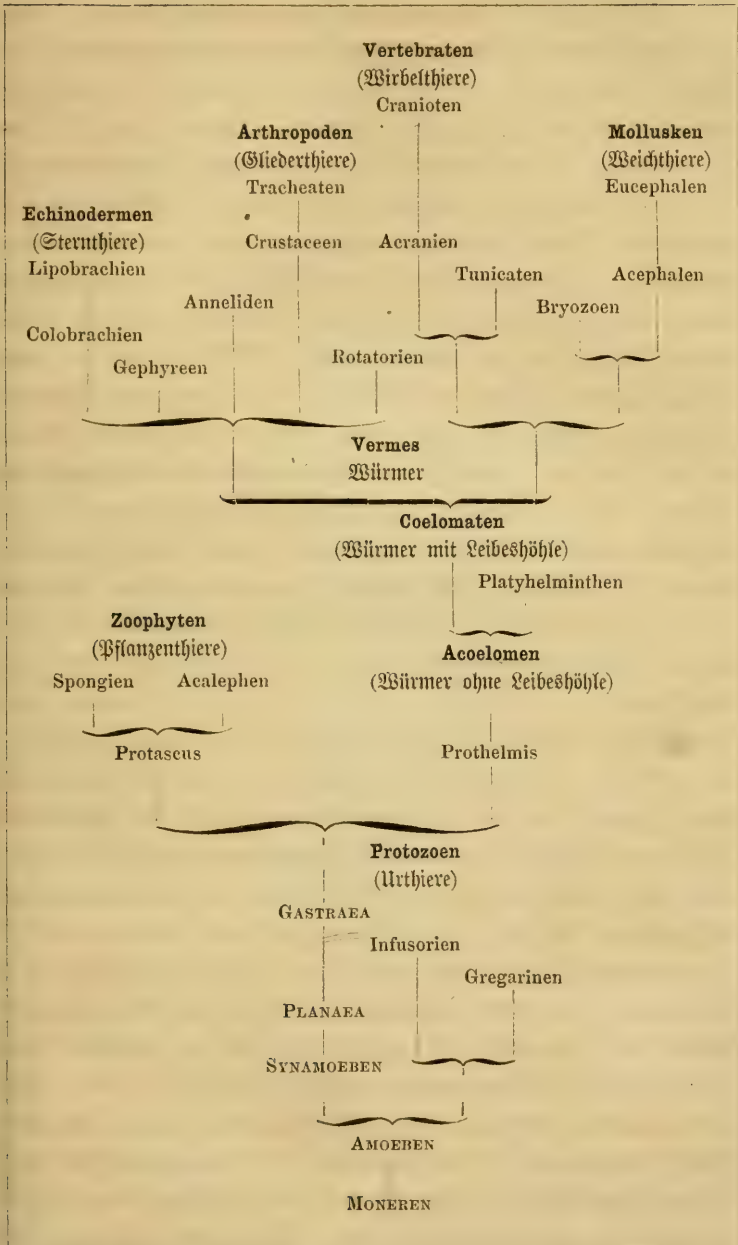 Vertebraten
(Wirbelthiere)
Cranioten
Arthropoden
(Gliederthiere)
Tracheaten
Mollusken
(Weichthiere)
Eucephalen
Echinodermen
(Sternthiere)
Lipobrachien
Crustaceen
Acranien
Tunicaten
Acephalen
Anneliden
Bryozoen
Colobrachien
Gephyreen
Rotatorien
Vermes
Würmer
Coelomaten
(Würmer mit Leibeshöhle)
Platyhelminthen
Zoophyten
(Pflanzenthiere)
Spongien
Acalephen
Acoelomen
(Würmer ohne Leibeshöhle)
Protascus
Prothelmis
Protozoen
(Urthiere)
GASTRAEA
Infusorien
Gregarinen
PLANAEA
SYNAMOEBEN
AMOEBEN
MONEREN